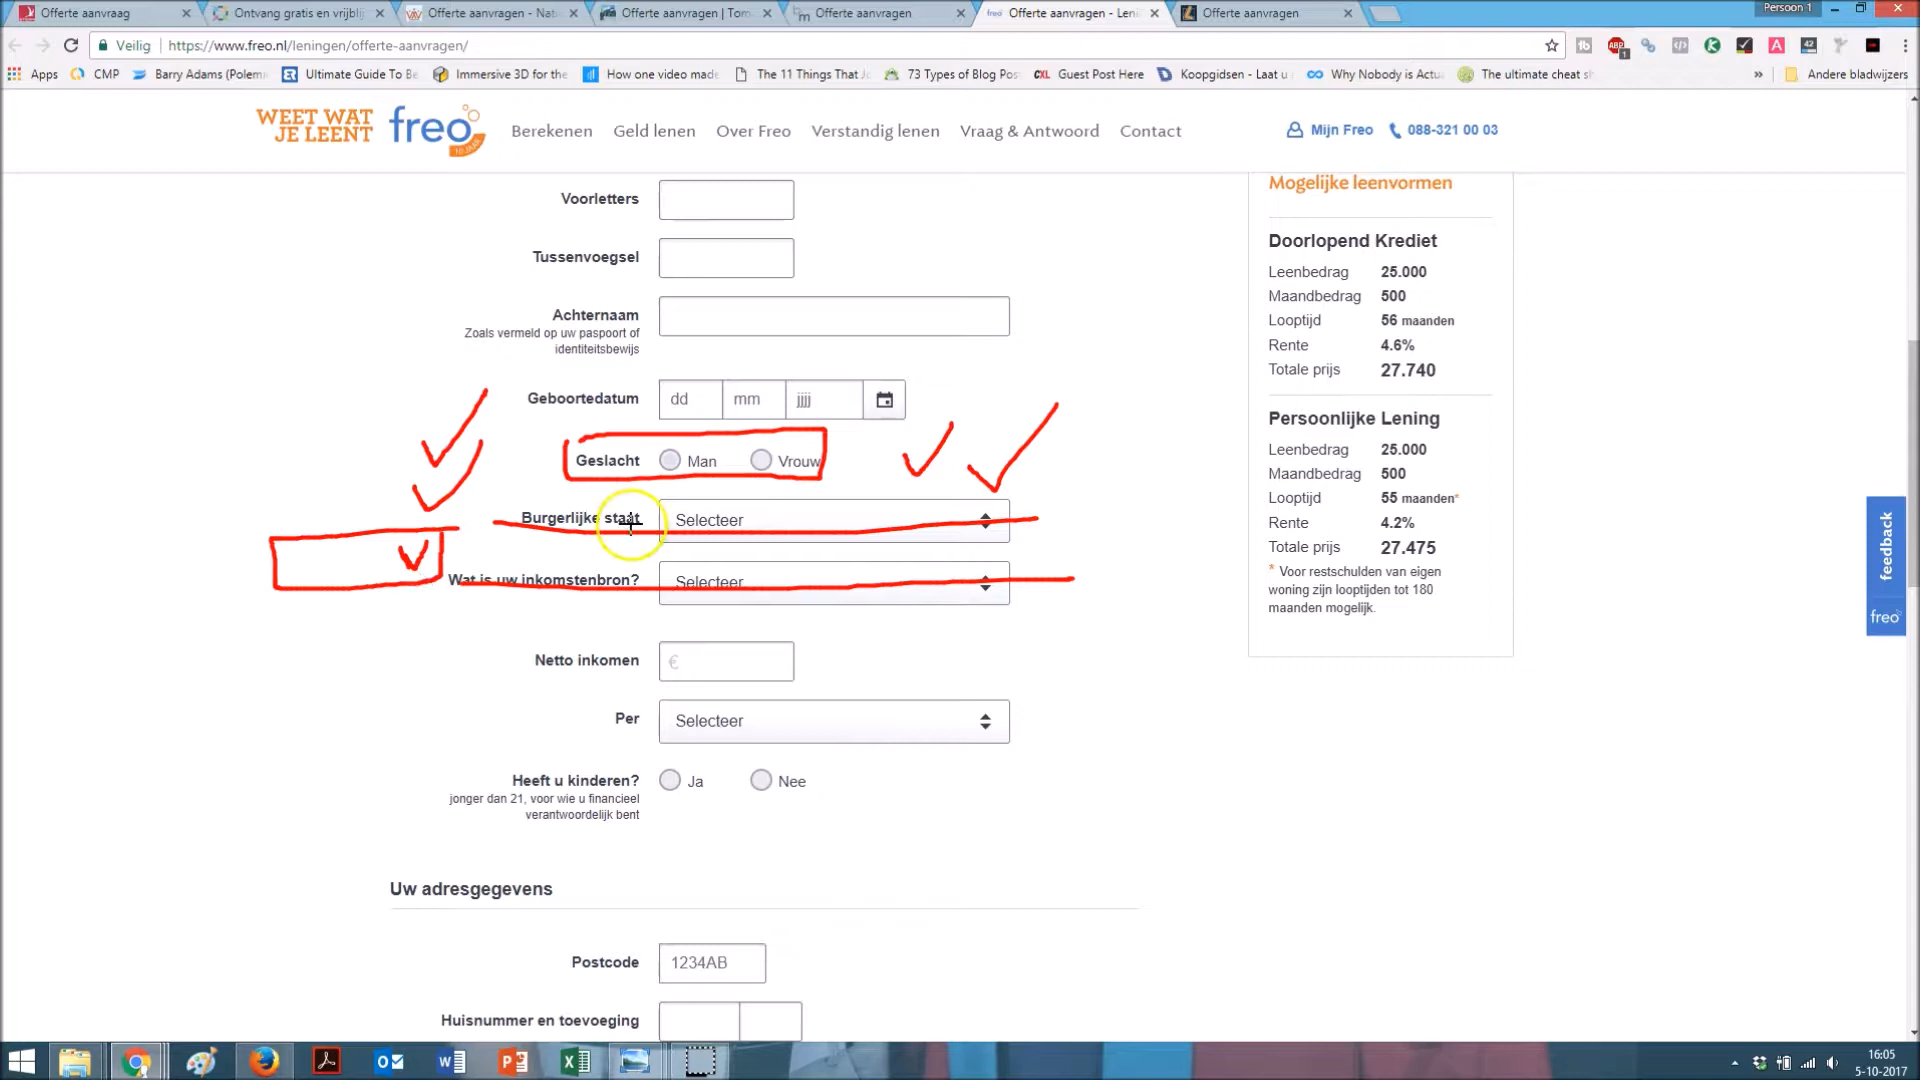 Offerte aanvraag
Ontvang gratis en vrijbli
Offerte aanvragen - Nati
Offerte aanvragen | Tom
Offerte aanvragen
Offerte aanvragen - Len
Offerte aanvragen
Persoon 1
Veilig
https://www.freo.nl/leningen/offerte-aanvragen/
Apps
CMP
Barry Adams (Polemi
Ultimate Guide To Be
Immersive 3D for the
How one video made
The 11 Things That J
73 Types of Blog Pos
CXL Guest Post Here
Koopgidsen - Laat u
Why Nobody is Actu
The ultimate cheat sh
»
Andere bladwijzers
WEET WAT
JE LEENT
freo
10 JAAR
Berekenen
Geld lenen
Over Freo
Verstandig lenen
Vraag & Antwoord
Contact
Mijn Freo
088-321 00 03
Voorletters
Tussenvoegsel
Achternaam
Zoals vermeld op uw paspoort of
identiteitsbewijs
Geboortedatum
dd
mm
jjjj
Geslacht
Man
Vrouw
Burgerlijke staat
Selecteer
Wat is uw inkomstenbron?
Selecteer
Netto inkomen
€
Per
Selecteer
Heeft u kinderen?
jonger dan 21, voor wie u financieel
verantwoordelijk bent
Ja
Nee
Uw adresgegevens
Postcode
1234AB
Huisnummer en toevoeging
Mogelijke leenvormen
Doorlopend Krediet
Leenbedrag 25.000
Maandbedrag 500
Looptijd 56 maanden
Rente 4.6%
Totale prijs 27.740
Persoonlijke Lening
Leenbedrag 25.000
Maandbedrag 500
Looptijd 55 maanden*
Rente 4.2%
Totale prijs 27.475
* Voor restschulden van eigen
woning zijn looptijden tot 180
maanden mogelijk.
feedback
freo
16:05
5-10-2017